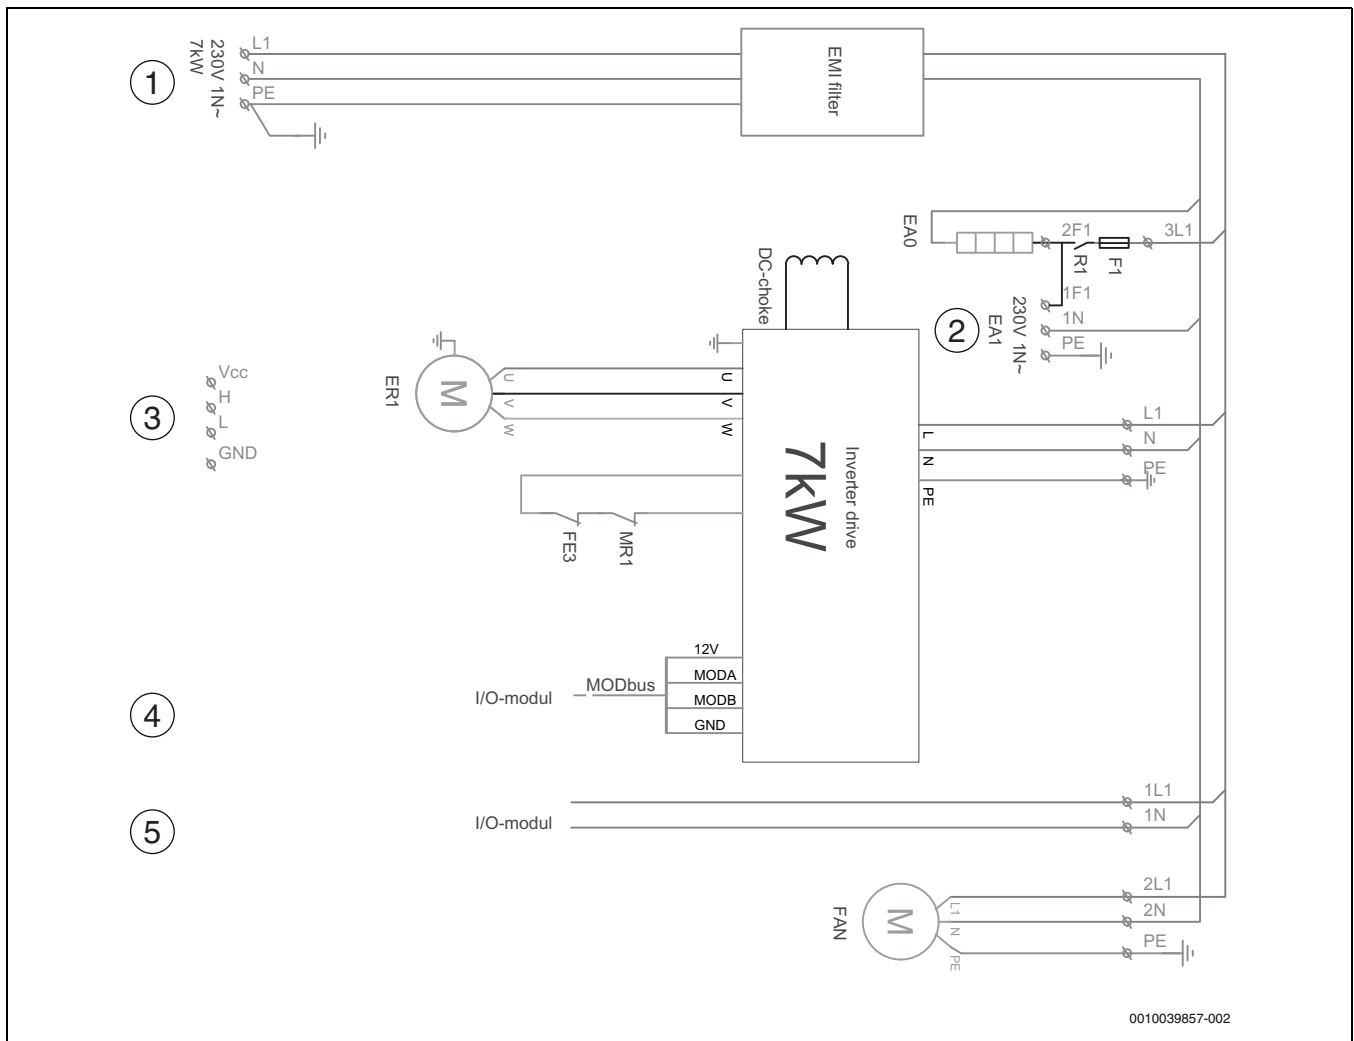 1
230V 1N~
7kW
L1
N
PE
EMI filter
EA0
2F1
R1
F1
3L1
1F1
1N
PE
2
230V 1N~
EA1
DC-choke
3
Vcc
H
L
GND
ER1
M
U
V
W
U
V
W
Inverter drive
7kW
L
N
PE
L1
N
PE
FE3
MR1
4
I/O-modul
MODbus
12V
MODA
MODB
GND
5
I/O-modul
1L1
1N
FAN
M
L1
N
PE
2L1
2N
PE
0010039857-002